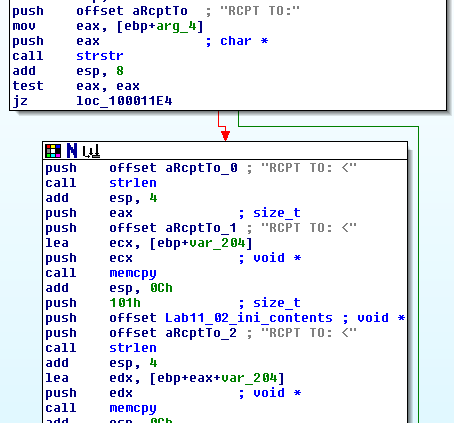 push offset aRcptTo ; "RCPT TO:"
mov eax, [ebp+arg_4]
push eax ; char *
call strstr
add esp, 8
test eax, eax
jz loc_100011E4
push offset aRcptTo_0 ; "RCPT TO: <"
call strlen
add esp, 4
push eax ; size_t
push offset aRcptTo_1 ; "RCPT TO: <"
lea ecx, [ebp+var_204]
push ecx ; void *
call memcpy
add esp, 0Ch
push 101h ; size_t
push offset Lab11_02_ini_contents ; void *
push offset aRcptTo_2 ; "RCPT TO: <"
call strlen
add esp, 4
lea edx, [ebp+eax+var_204]
push edx ; void *
call memcpy
add esp, 0Ch